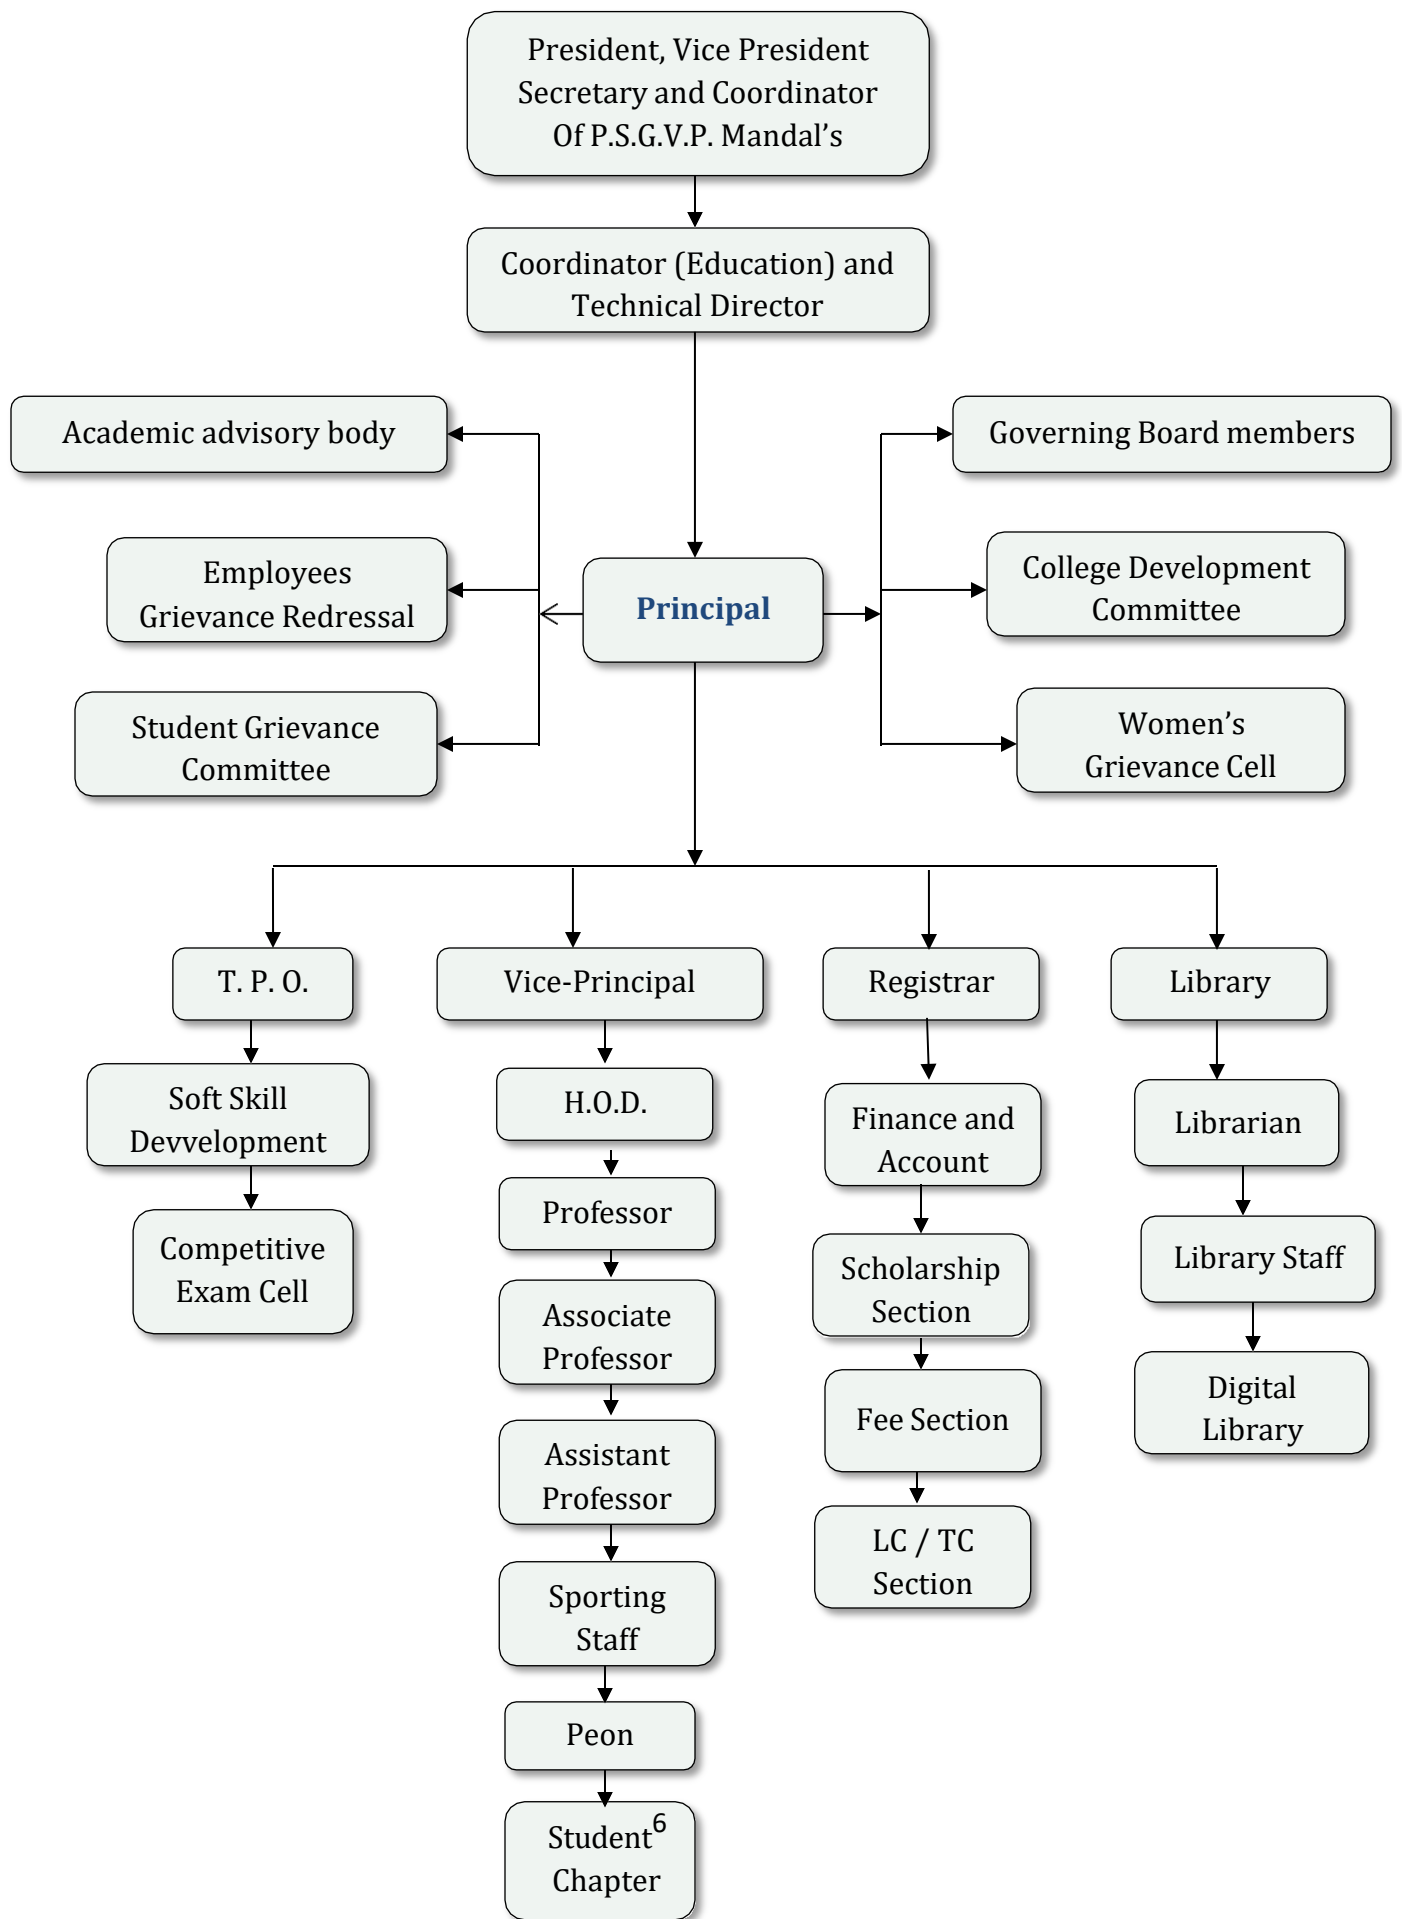 President, Vice President
Secretary and Coordinator
Of P.S.G.V.P. Mandal’s
Coordinator (Education) and
Technical Director
Academic advisory body
Governing Board members
Employees
Grievance Redressal
Principal
College Development
Committee
Student Grievance
Committee
Women’s
Grievance Cell
T. P. O.
Vice-Principal
Registrar
Library
Soft Skill
Devvelopment
Competitive
Exam Cell
H.O.D.
Professor
Associate
Professor
Assistant
Professor
Sporting
Staff
Peon
Student
6
Chapter
Finance and
Account
Scholarship
Section
Fee Section
LC / TC
Section
Librarian
Library Staff
Digital
Library